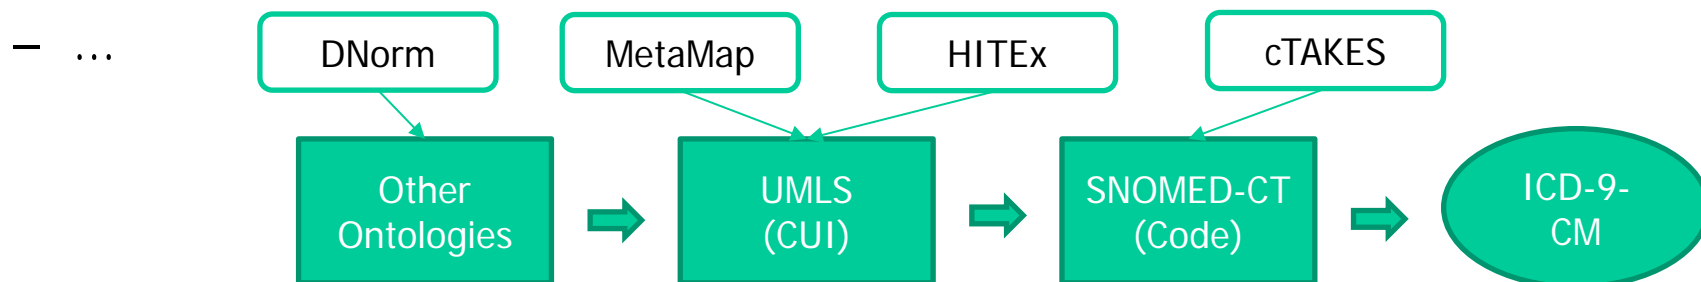 – …
DNorm
MetaMap
HITEx
cTAKES
Other
Ontologies
UMLS
(CUI)
SNOMED-CT
(Code)
ICD-9-
CM